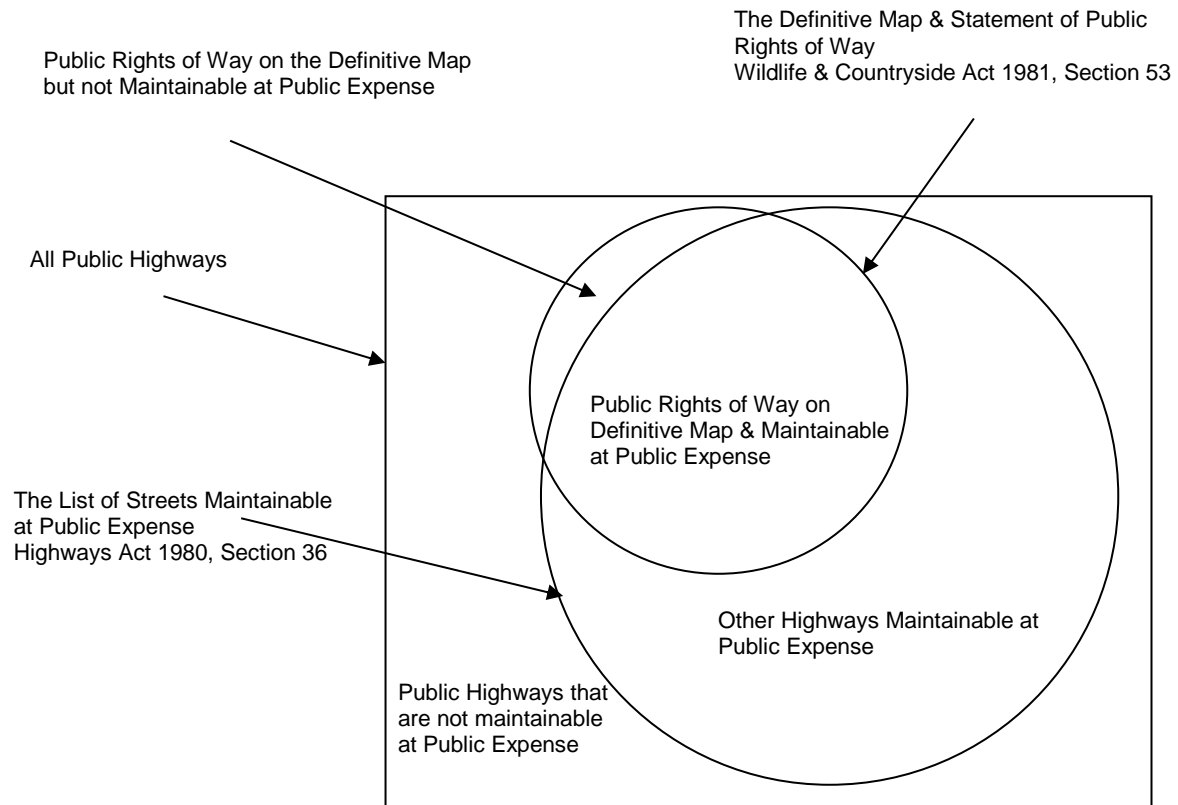 The Definitive Map & Statement of Public
Rights of Way
Wildlife & Countryside Act 1981, Section 53
Public Rights of Way on the Definitive Map
but not Maintainable at Public Expense
All Public Highways
Public Rights of Way on
Definitive Map & Maintainable
at Public Expense
The List of Streets Maintainable
at Public Expense
Highways Act 1980, Section 36
Other Highways Maintainable at
Public Expense
Public Highways that
are not maintainable
at Public Expense